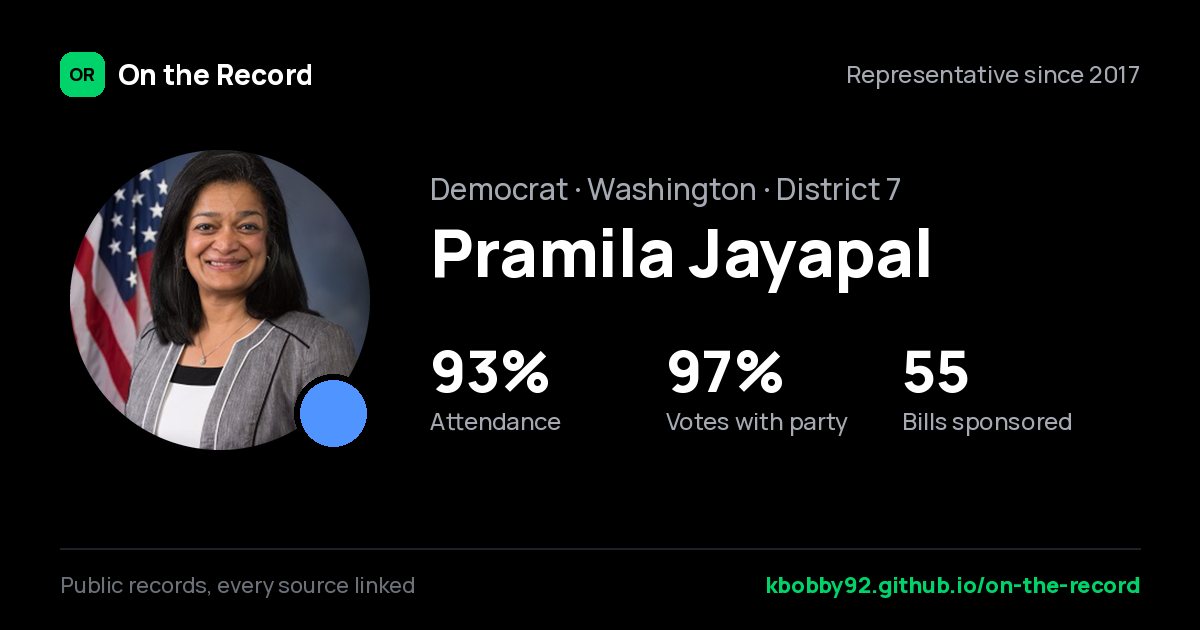 OR On the Record
Representative since 2017
Democrat · Washington · District 7
Pramila Jayapal
93% 97% 55
Attendance Votes with party Bills sponsored
Public records, every source linked
kbobby92.github.io/on-the-record